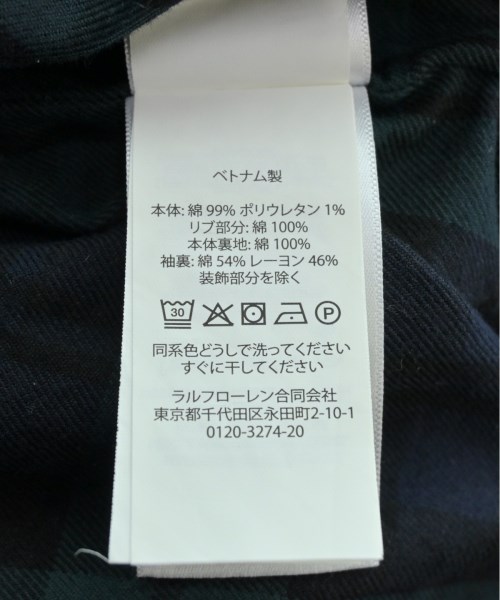 ベトナム製
本体: 綿 99% ポリウレタン 1%
リブ部分: 綿 100%
本体裏地: 綿 100%
袖裏: 綿 54% レーヨン 46%
装飾部分を除く
30 P
同系色どうしで洗ってください
すぐに干してください
ラルフローレン合同会社
東京都千代田区永田町2-10-1
0120-3274-20